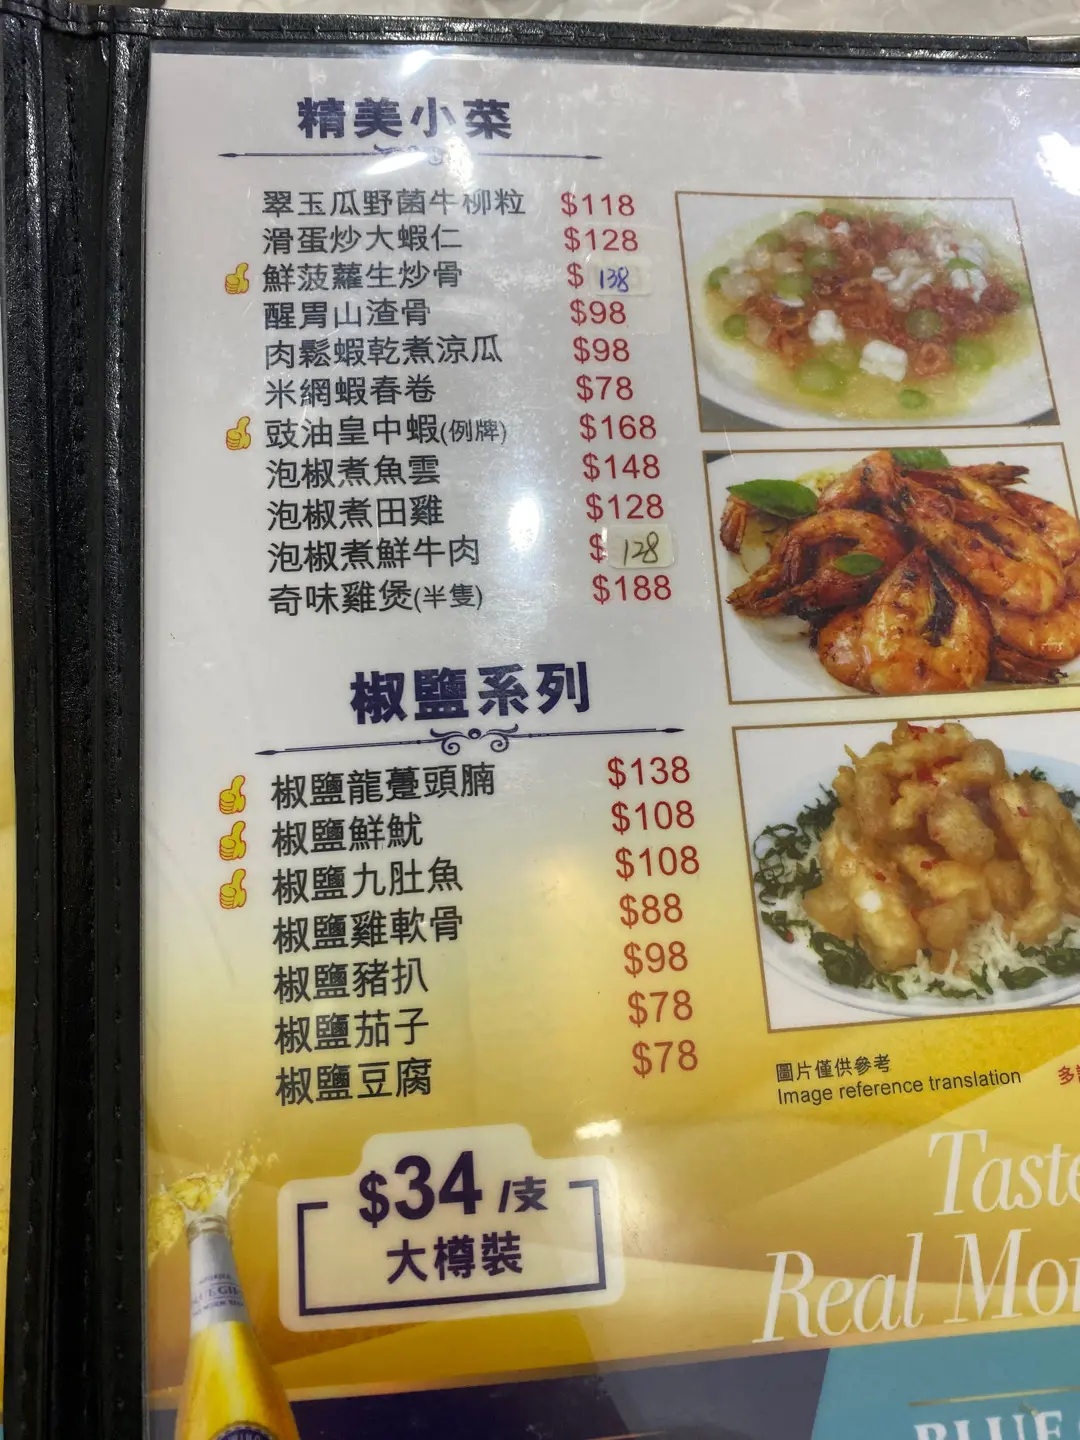 精美小菜
翠玉瓜野菌牛柳粒 $118
滑蛋炒大蝦仁 $128
鮮菠蘿生炒骨 $ 138
醒胃山渣骨 $98
肉鬆蝦乾煮涼瓜 $98
米網蝦春卷 $78
豉油皇中蝦(例牌) $168
泡椒煮魚雲 $148
泡椒煮田雞 $128
泡椒煮鮮牛肉 $ 128
奇味雞煲(半隻) $188
椒鹽系列
椒鹽龍躉頭腩 $138
椒鹽鮮魷 $108
椒鹽九肚魚 $108
椒鹽雞軟骨 $88
椒鹽豬扒 $98
椒鹽茄子 $78
椒鹽豆腐 $78
圖片僅供參考
Image reference translation
多
$34/支
大樽裝
Taste
Real Mo
BLUE